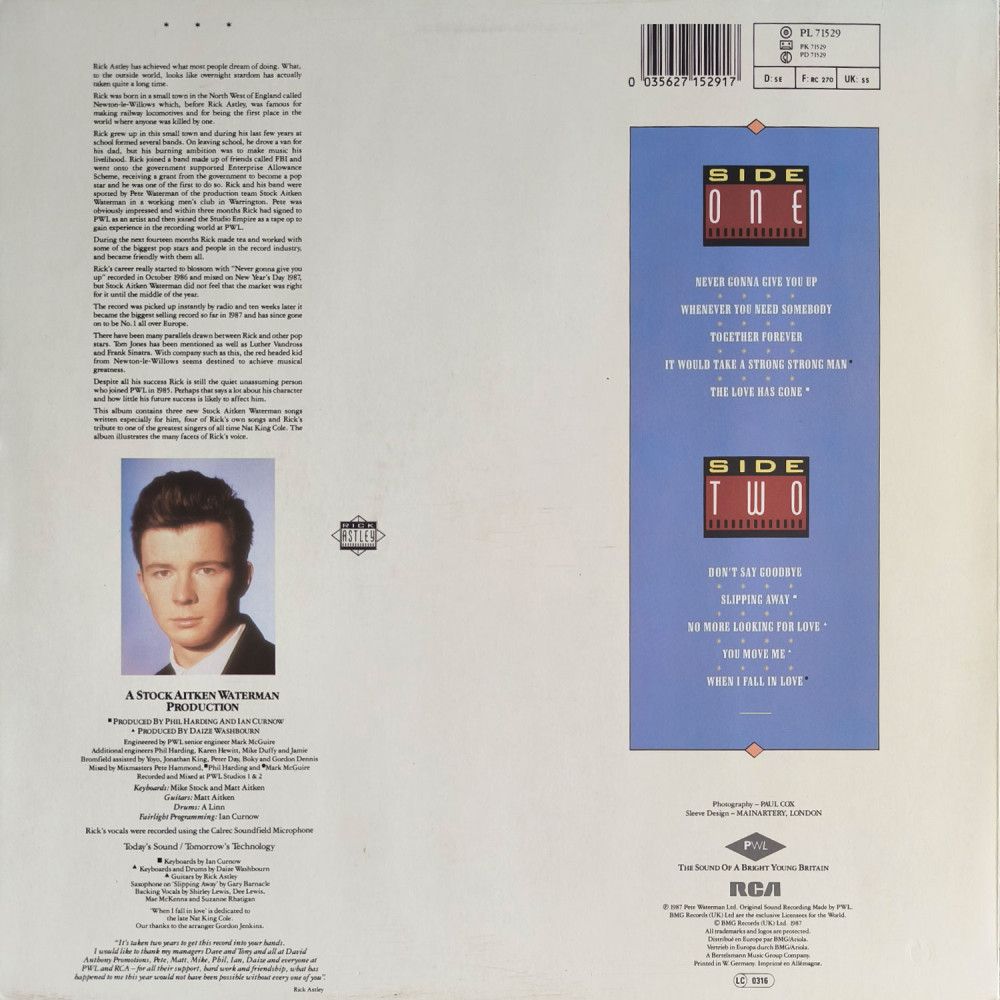 * * *
Rick Astley has achieved what most people dream of doing. What,
to the outside world, looks like overnight stardom has actually
taken quite a long time.
Rick was born in a small town in the North West of England called
Newton-le-Willows which, before Rick Astley, was famous for
making railway locomotives and for being the first place in the
world where anyone was killed by one.
Rick grew up in this small town and during his last few years at
school formed several bands. On leaving school, he drove a van for
his dad, but his burning ambition was to make music his
livelihood. Rick joined a band made up of friends called FBI and
went onto the government supported Enterprise Allowance
Scheme, receiving a grant from the government to become a pop
star and he was one of the first to do so. Rick and his band were
spotted by Pete Waterman of the production team Stock Aitken
Waterman in a working men's club in Warrington. Pete was
obviously impressed and within three months Rick had signed to
PWL as an artist and then joined the Studio Empire as a tape op to
gain experience in the recording world at PWL.
During the next fourteen months Rick made tea and worked with
some of the biggest pop stars and people in the record industry,
and became friendly with them all.
Rick's career really started to blossom with "Never gonna give you
up" recorded in October 1986 and mixed on New Year's Day 1987,
but Stock Aitken Waterman did not feel that the market was right
for it until the middle of the year.
The record was picked up instantly by radio and ten weeks later it
became the biggest selling record so far in 1987 and has since gone
on to be No. 1 all over Europe.
There have been many parallels drawn between Rick and other pop
stars. Tom Jones has been mentioned as well as Luther Vandross
and Frank Sinatra. With company such as this, the red headed kid
from Newton-le-Willows seems destined to achieve musical
greatness.
Despite all his success Rick is still the quiet unassuming person
who joined PWL in 1985. Perhaps that says a lot about his character
and how little his future success is likely to affect him.
This album contains three new Stock Aitken Waterman songs
written especially for him, four of Rick's own songs and Rick's
tribute to one of the greatest singers of all time Nat King Cole. The
album illustrates the many facets of Rick's voice.
A STOCK AITKEN WATERMAN
PRODUCTION
■ PRODUCED BY PHIL HARDING AND IAN CURNOW
▲ PRODUCED BY DAIZE WASHBOURN
Engineered by PWL senior engineer Mark McGuire
Additional engineers Phil Harding, Karen Hewitt, Mike Duffy and Jamie
Bromfield assisted by Yoyo, Jonathan King, Peter Day, Boky and Gordon Dennis
Mixed by Mixmasters Pete Hammond, ■Phil Harding and ■Mark McGuire
Recorded and Mixed at PWL Studios 1 & 2
Keyboards: Mike Stock and Matt Aitken
Guitars: Matt Aitken
Drums: A Linn
Fairlight Programming: Ian Curnow
Rick's vocals were recorded using the Calrec Soundfield Microphone
Today's Sound / Tomorrow's Technology
■ Keyboards by Ian Curnow
▲ Keyboards and Drums by Daize Washbourn
▲ Guitars by Rick Astley
Saxophone on 'Slipping Away' by Gary Barnacle
Backing Vocals by Shirley Lewis, Dee Lewis,
Mae McKenna and Suzanne Rhatigan
'When I fall in love' is dedicated to
the late Nat King Cole.
Our thanks to the arranger Gordon Jenkins.
"It's taken two years to get this record into your hands.
I would like to thank my managers Dave and Tony and all at David
Anthony Promotions, Pete, Matt, Mike, Phil, Ian, Daize and everyone at
PWL and RCA – for all their support, hard work and friendship, what has
happened to me this year would not have been possible without every one of you".
Rick Astley
RICK
ASTLEY
0 035627 152917
PL 71529
PK 71529
PD 71529
D: SE F: RC 270 UK: SS
SIDE
ONE
NEVER GONNA GIVE YOU UP
* * * *
WHENEVER YOU NEED SOMEBODY
* * * *
TOGETHER FOREVER
* * * *
IT WOULD TAKE A STRONG STRONG MAN ■
* * * *
THE LOVE HAS GONE ■
SIDE
TWO
DON'T SAY GOODBYE
* * * *
SLIPPING AWAY ■
* * * *
NO MORE LOOKING FOR LOVE ▲
* * * *
YOU MOVE ME ▲
* * * *
WHEN I FALL IN LOVE ■
Photography – PAUL COX
Sleeve Design – MAINARTERY, LONDON
PWL
THE SOUND OF A BRIGHT YOUNG BRITAIN
RCA
℗ 1987 Pete Waterman Ltd. Original Sound Recording Made by PWL.
BMG Records (UK) Ltd are the exclusive Licensees for the World.
© BMG Records (UK) Ltd. 1987
All trademarks and logos are protected.
Distribué en Europe par BMG/Ariola.
Vertrieb in Europa durch BMG/Ariola.
A Bertelsmann Music Group Company.
Printed in W. Germany. Imprimé en Allemagne.
LC 0316